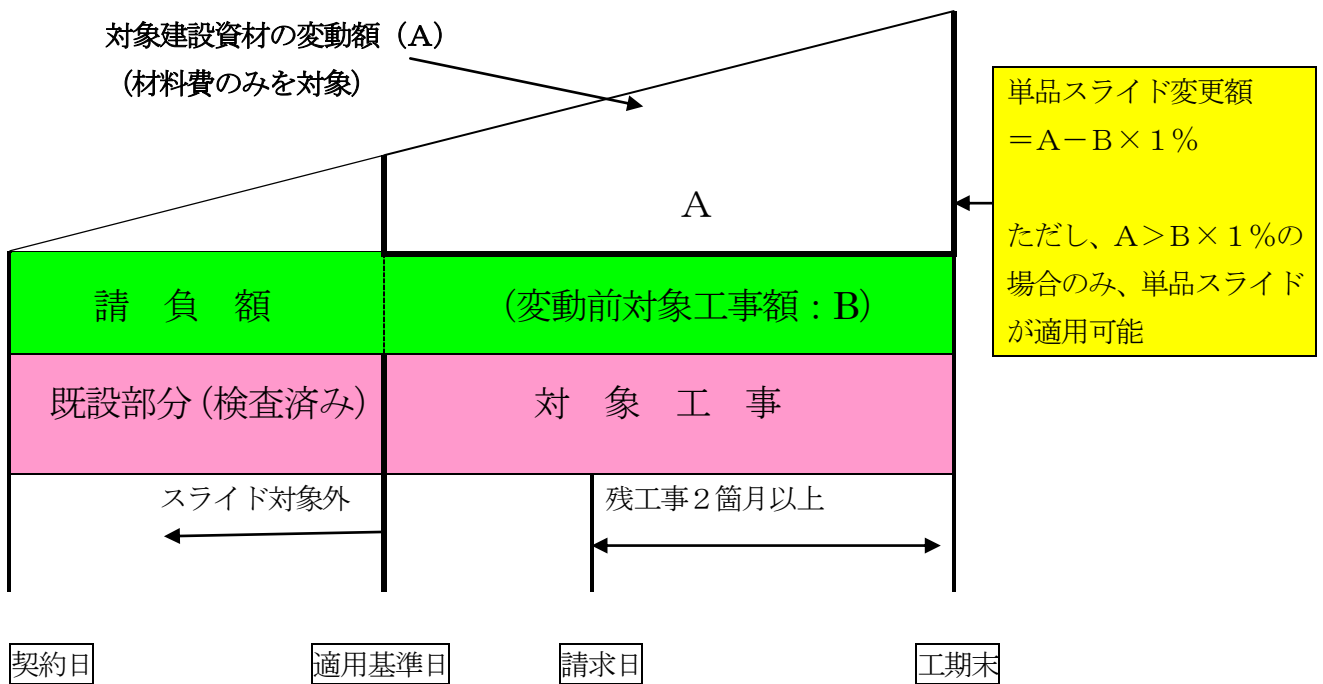 対象建設資材の変動額（A）
（材料費のみを対象）
単品スライド変更額
＝A－B×１％
ただし、A＞B×１％の
場合のみ、単品スライド
が適用可能
A
請　負　額
（変動前対象工事額：B）
既設部分（検査済み）
対　象　工　事
スライド対象外
残工事２箇月以上
契約日
適用基準日
請求日
工期末